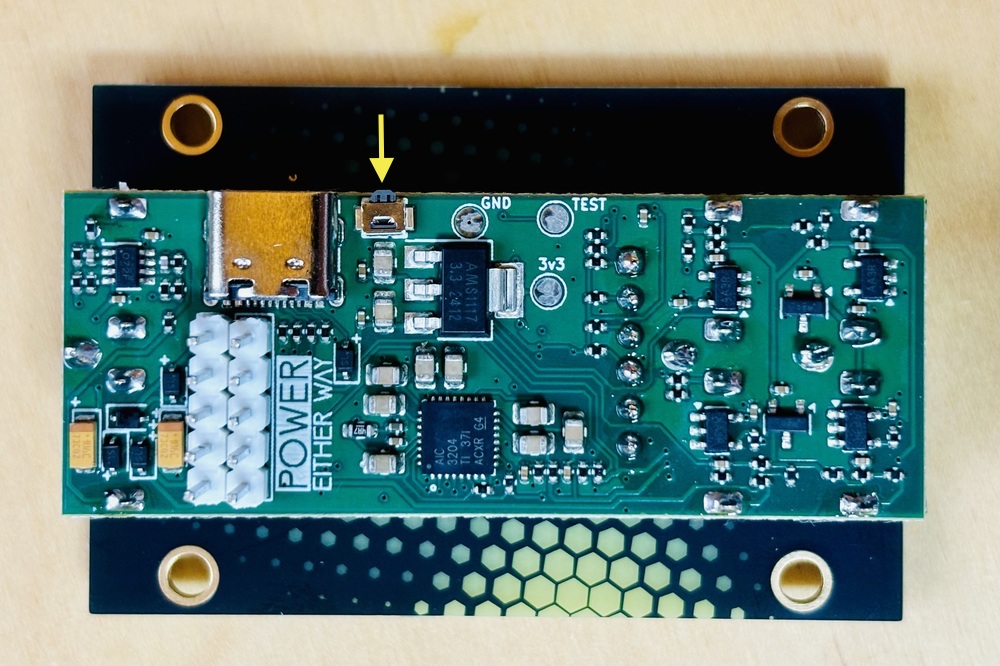 GND
TEST
3v3
AMS1117
3.3 2412
POWER
EITHER WAY
AIC
3204
TI 37I
ACXR G4